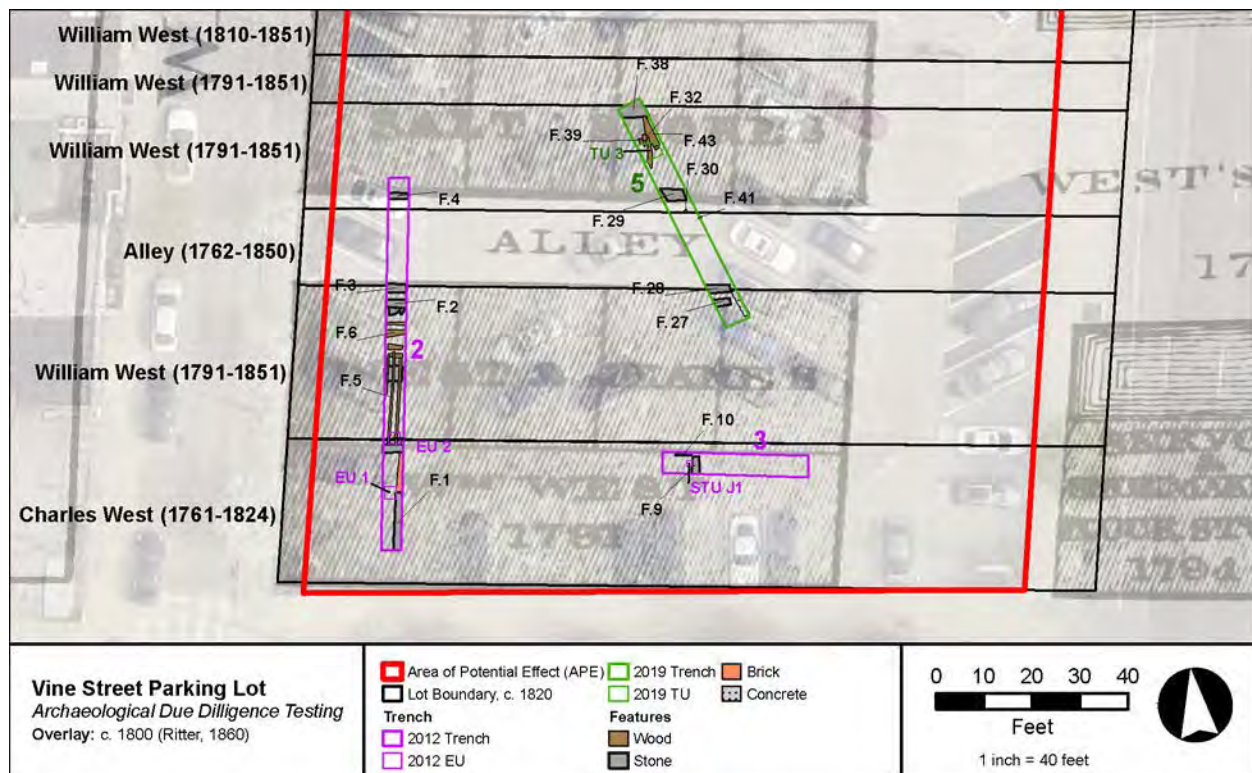 William West (1810-1851)
William West (1791-1851)
William West (1791-1851)
Alley (1762-1850)
William West (1791-1851)
Charles West (1761-1824)
F. 38
F. 32
F. 39
F. 43
TU 3
F. 30
5
F. 41
F. 29
F. 4
ALLEY
WEST'S
17
F. 3
F. 28
F. 2
F. 27
F.6
2
F.5
F. 10
3
EU 2
EU 1
F.1
STU J1
F.9
WES
1791
1794
Vine Street Parking Lot
Archaeological Due Dilligence Testing
Overlay: c. 1800 (Ritter, 1860)
Area of Potential Effect (APE)
Lot Boundary, c. 1820
Trench
2012 Trench
2012 EU
2019 Trench
2019 TU
Features
Wood
Stone
Brick
Concrete
0 10 20 30 40
Feet
1 inch = 40 feet